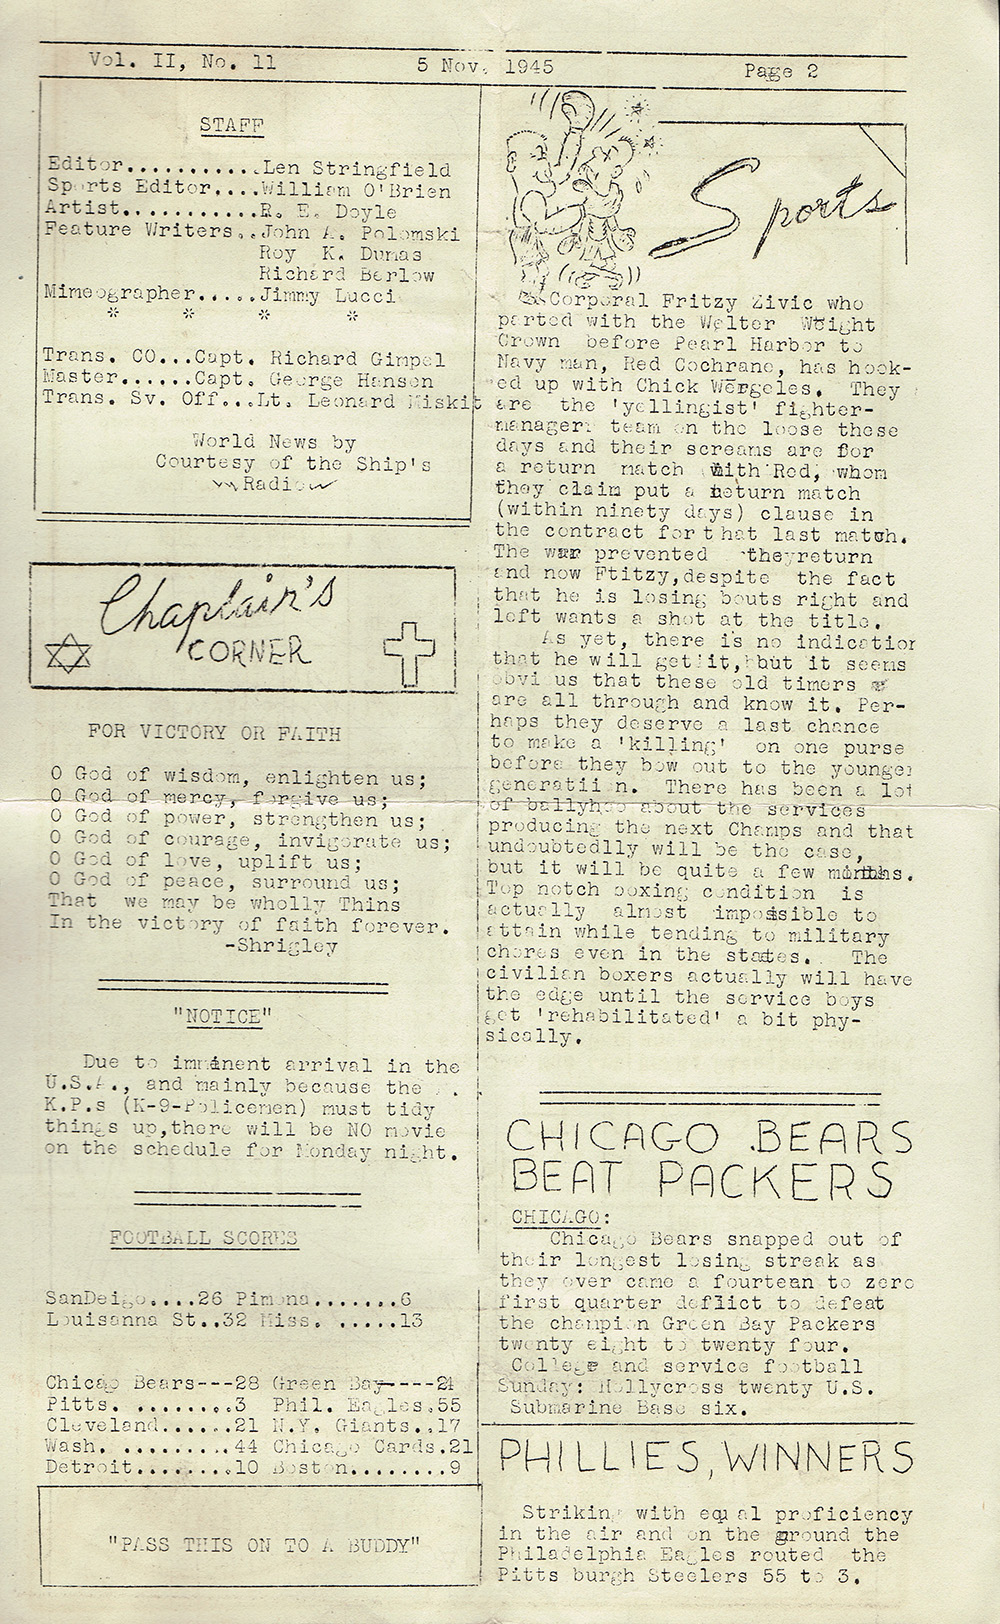 Vol. II, No. 11 5 Nov. 1945 Page 2
STAFF
Editor...........Len Stringfield
Sports Editor....William O'Brien
Artist...........R. E. Doyle
Feature Writers..John A. Polomski
Roy K. Dumas
Richard Berlow
Mimeographer.....Jimmy Lucci
* * * *
Trans. CO...Capt. Richard Gimpel
Master......Capt. George Hansen
Trans. Sv. Off...Lt. Leonard Miskit
World News by
Courtesy of the Ship's
Radio
Chaplain's
CORNER
FOR VICTORY OR FAITH
O God of wisdom, enlighten us;
O God of mercy, forgive us;
O God of power, strengthen us;
O God of courage, invigorate us;
O God of love, uplift us;
O God of peace, surround us;
That we may be wholly Thins
In the victory of faith forever.
-Shrigley
"NOTICE"
Due to imminent arrival in the
U.S.A., and mainly because the
K.P.s (K-9-Policemen) must tidy
things up,there will be NO movie
on the schedule for Monday night.
FOOTBALL SCORES
SanDeigo....26 Pimona.......6
Louisanna St..32 Miss. .....13
Chicao Bears---28 Green Bay----24
Pitts. ........3 Phil. Eagles.55
Cleveland......21 N.Y. Giants..17
Wash. .........44 Chicago Cards.21
Detroit........10 Boston........9
"PASS THIS ON TO A BUDDY"
Sports
Corporal Fritzy Zivic who
parted with the Welter Weight
Crown before Pearl Harbor to
Navy man, Red Cochrane, has hook-
ed up with Chick Wergeles. They
are the 'yellingist' fighter-
manager team on the loose these
days and their screams are for
a return match with Red, whom
they claim put a return match
(within ninety days) clause in
the contract for that last match.
The war prevented they return
and now Ftitzy,despite the fact
that he is losing bouts right and
left wants a shot at the title.
As yet, there is no indication
that he will get it, but it seems
obvi us that these old timers
are all through and know it. Per-
haps they deserve a last chance
to make a 'killing' on one purse
before they bow out to the younger
generatii n. There has been a lot
of ballyhoo about the services
producing the next Champs and that
undoubtedlly will be the case,
but it will be quite a few months.
Top notch boxing condition is
actually almost impossible to
attain while tending to military
chores even in the states. The
civilian boxers actually will have
the edge until the service boys
get 'rehabilitated' a bit phy-
sically.
CHICAGO BEARS
BEAT PACKERS
CHICAGO:
Chicago Bears snapped out of
their longest losing streak as
they over came a fourtean to zero
first quarter deflict to defeat
the champion Green Bay Packers
twenty eight to twenty four.
College and service football
Sunday: Hollycross twenty U.S.
Submarine Base six.
PHILLIES, WINNERS
Striking with equ al proficiency
in the air and on the ground the
Philadelphia Eagles routed the
Pitts burgh Steelers 55 to 3.